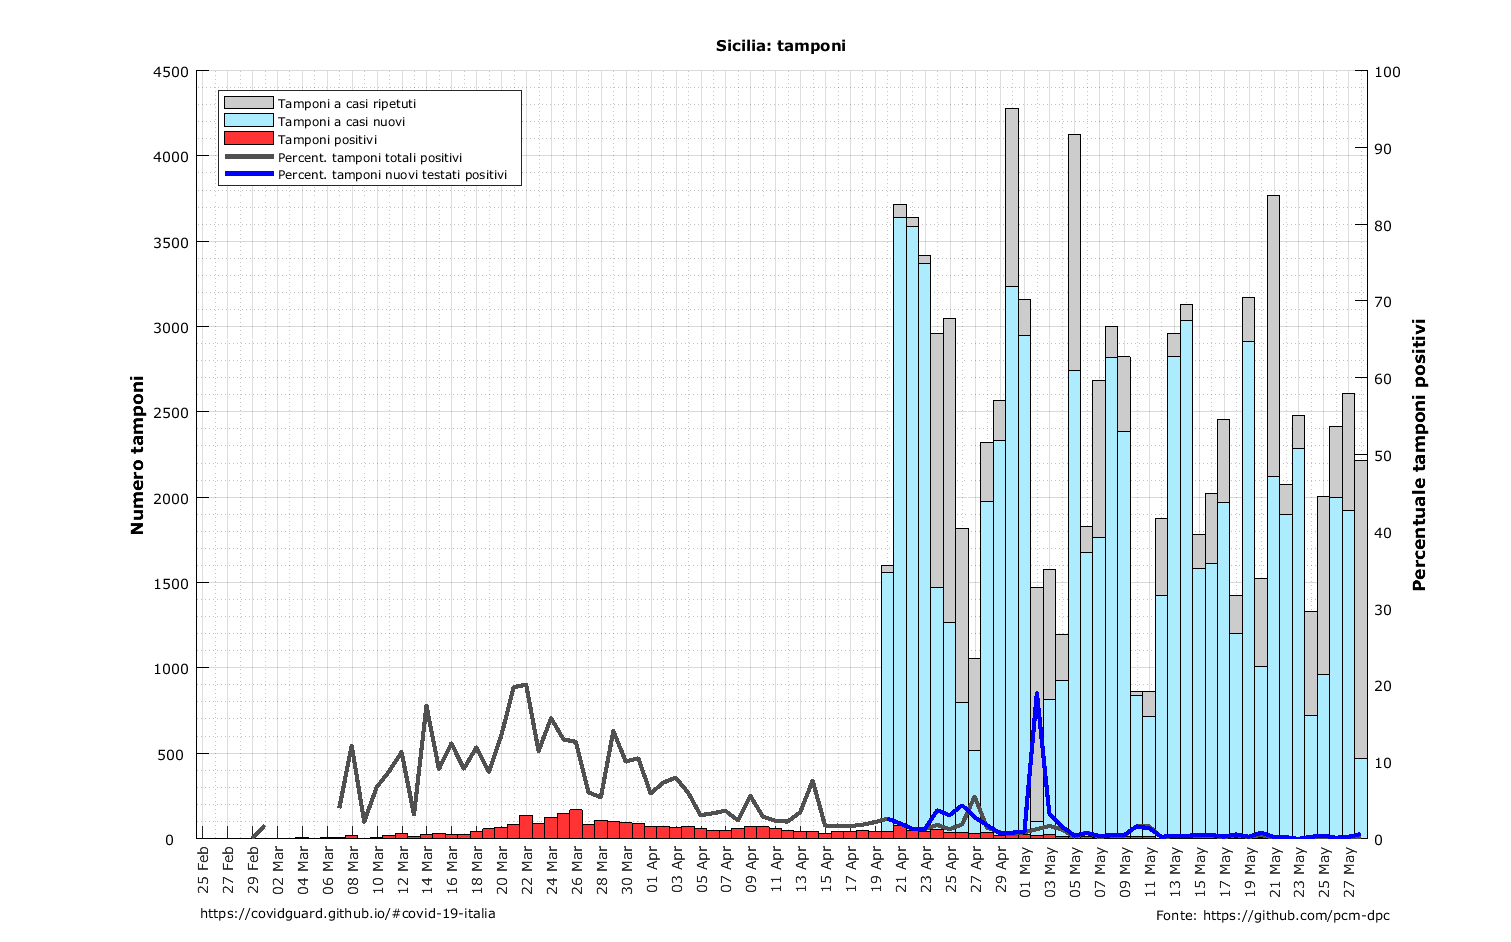 Sicilia: tamponi
Tamponi a casi ripetuti
Tamponi a casi nuovi
Tamponi positivi
Percent. tamponi totali positivi
Percent. tamponi nuovi testati positivi
Numero tamponi
4500
4000
3500
3000
2500
2000
1500
1000
500
0
Percentuale tamponi positivi
100
90
80
70
60
50
40
30
20
10
0
25 Feb
27 Feb
29 Feb
02 Mar
04 Mar
06 Mar
08 Mar
10 Mar
12 Mar
14 Mar
16 Mar
18 Mar
20 Mar
22 Mar
24 Mar
26 Mar
28 Mar
30 Mar
01 Apr
03 Apr
05 Apr
07 Apr
09 Apr
11 Apr
13 Apr
15 Apr
17 Apr
19 Apr
21 Apr
23 Apr
25 Apr
27 Apr
29 Apr
01 May
03 May
05 May
07 May
09 May
11 May
13 May
15 May
17 May
19 May
21 May
23 May
25 May
27 May
https://covidguard.github.io/#covid-19-italia
Fonte: https://github.com/pcm-dpc